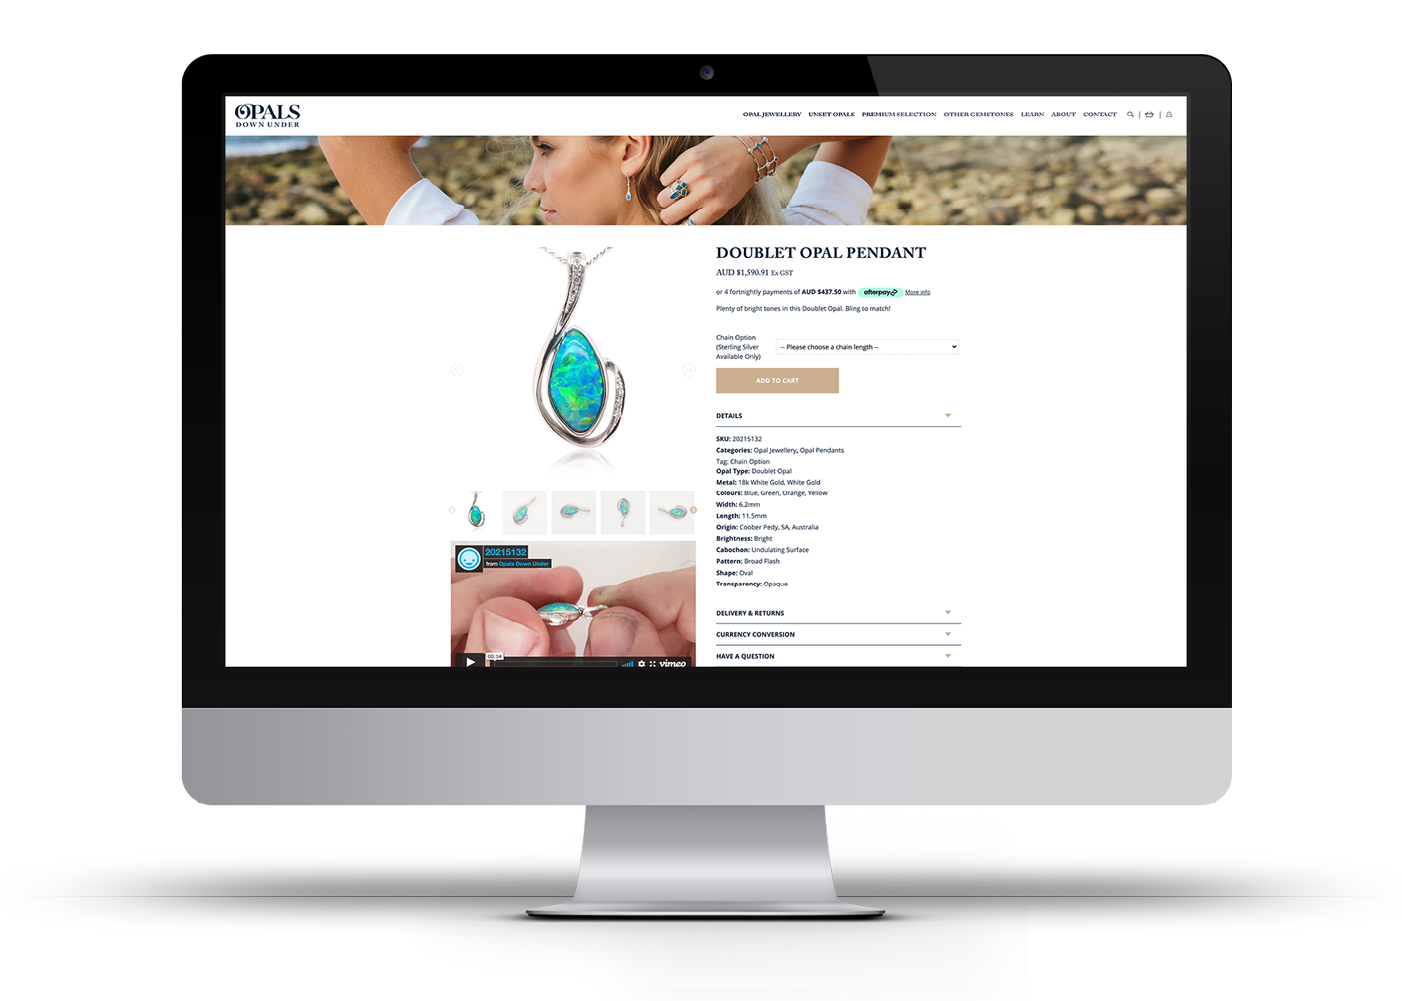 OPALS
DOWN UNDER
OPAL JEWELLERY UNSET OPALS PREMIUM SELECTION OTHER GEMSTONES LEARN ABOUT CONTACT
DOUBLET OPAL PENDANT
AUD $1,590.91 Ex GST
or 4 fortnightly payments of AUD $437.50 with afterpay More info
Plenty of bright tones in this Doublet Opal. Bling to match!
Chain Option
(Sterling Silver
Available Only)
-- Please choose a chain length --
ADD TO CART
DETAILS
SKU: 20215132
Categories: Opal Jewellery, Opal Pendants
Tag: Chain Option
Opal Type: Doublet Opal
Metal: 18k White Gold, White Gold
Colours: Blue, Green, Orange, Yellow
Width: 6.2mm
Length: 11.5mm
Origin: Coober Pedy, SA, Australia
Brightness: Bright
Cabochon: Undulating Surface
Pattern: Broad Flash
Shape: Oval
Transparency: Opaque
DELIVERY & RETURNS
CURRENCY CONVERSION
HAVE A QUESTION
20215132
from Opals Down Under
00:14
vimeo